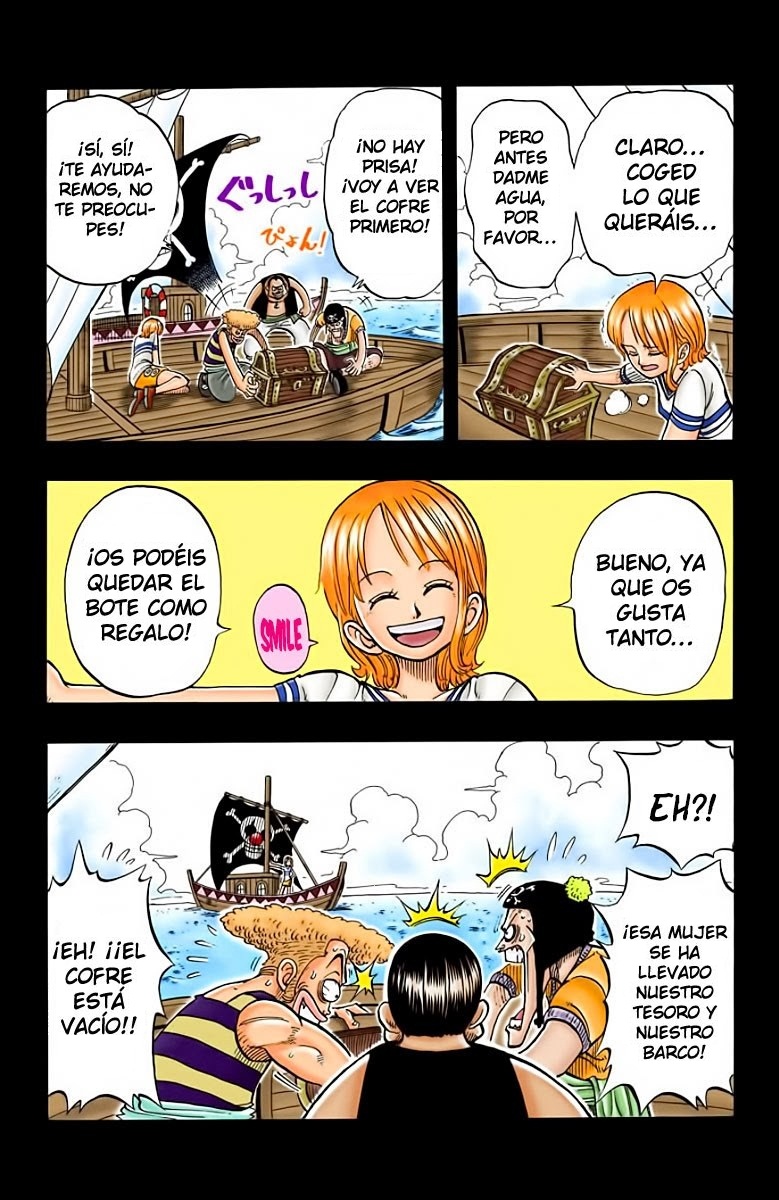 CLARO...
COGED
LO QUE
QUERÁIS...
PERO
ANTES
DADME
AGUA,
POR
FAVOR...
¡NO HAY
PRISA!
¡VOY A VER
EL COFRE
PRIMERO!
ぐっしっし
ぴょん!
¡SÍ, SÍ!
¡TE AYUDA-
REMOS, NO
TE PREOCU-
PES!
BUENO, YA
QUE OS
GUSTA
TANTO...
SMILE
¡OS PODÉIS
QUEDAR EL
BOTE COMO
REGALO!
EH?!
¡ESA MUJER
SE HA
LLEVADO
NUESTRO
TESORO Y
NUESTRO
BARCO!
¡EH! ¡¡EL
COFRE
ESTÁ
VACÍO!!